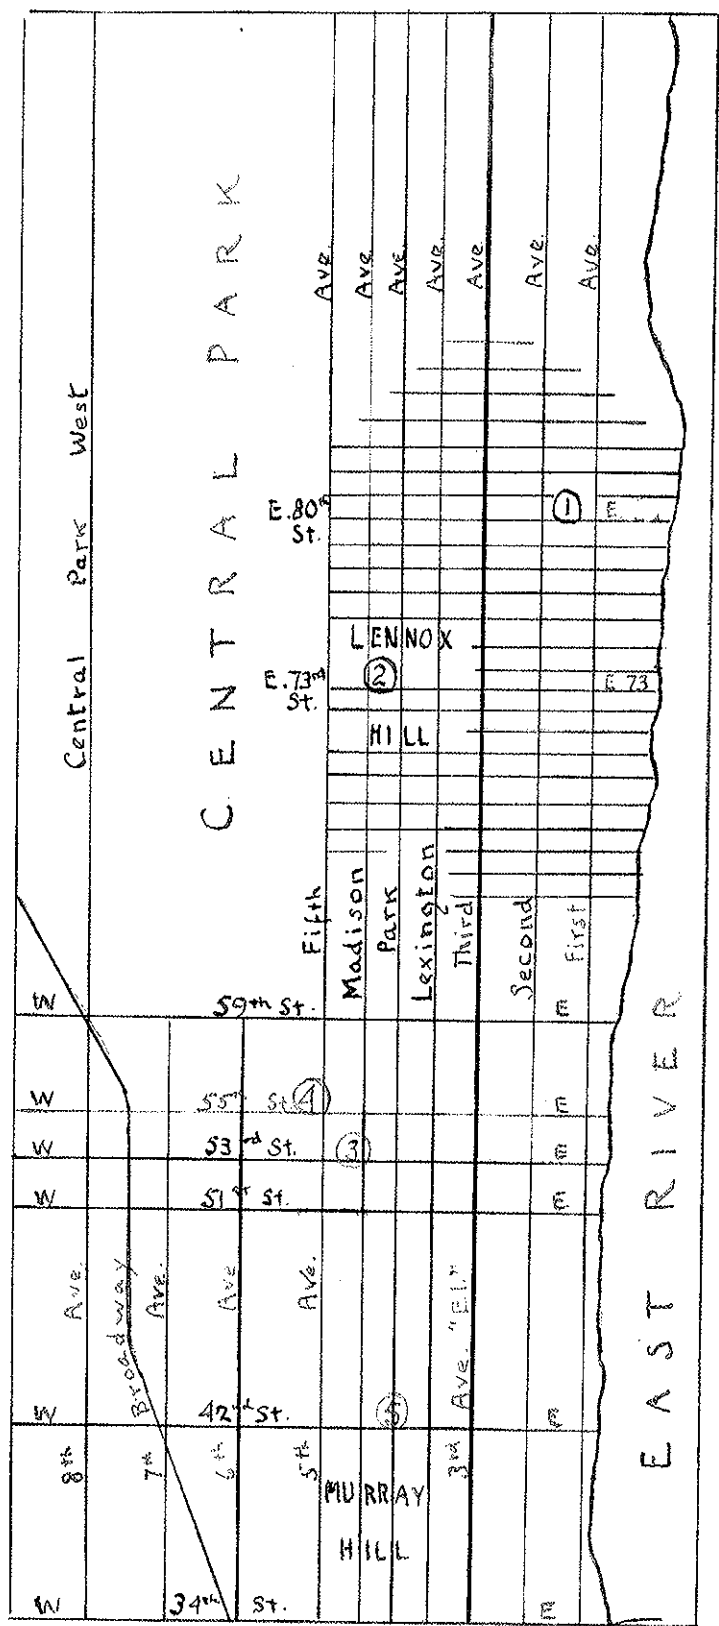 CENTRAL PARK
Central Park West
Ave.
Ave.
Ave.
Ave.
Ave.
Ave.
Ave.
E. 80th St.
1
E
LENNOX
E. 73rd St.
2
E 73
HILL
Fifth
Madison
Park
Lexington
Third
Second
First
W
59th St.
E
W
55th St.
4
E
W
53rd St.
3
E
W
51st St.
E
Ave.
Broadway
Ave.
Ave
Ave.
Ave. "El."
W
42nd St.
5
E
8th
7th
6th
5th
3rd
MURRAY
HILL
W
34th St.
E
EAST RIVER